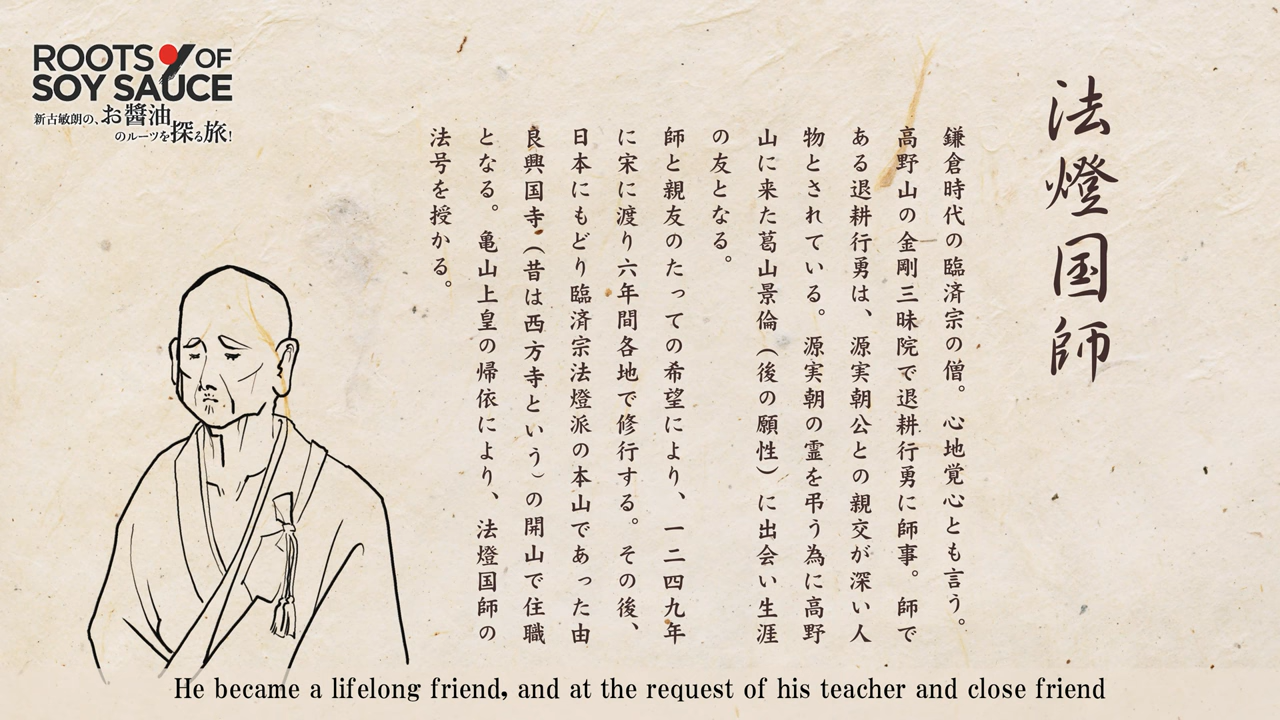 ROOTS OF
SOY SAUCE
新古敏朗の、お醬油
のルーツを探る旅!
法燈国師
鎌倉時代の臨済宗の僧。心地覚心とも言う。
高野山の金剛三昧院で退耕行勇に師事。師で
ある退耕行勇は、源実朝公との親交が深い人
物とされている。源実朝の霊を弔う為に高野
山に来た葛山景倫(後の願性)に出会い生涯
の友となる。
師と親友のたっての希望により、一二四九年
に宋に渡り六年間各地で修行する。その後、
日本にもどり臨済宗法燈派の本山であった由
良興国寺(昔は西方寺という)の開山で住職
となる。亀山上皇の帰依により、法燈国師の
法号を授かる。
He became a lifelong friend, and at the request of his teacher and close friend